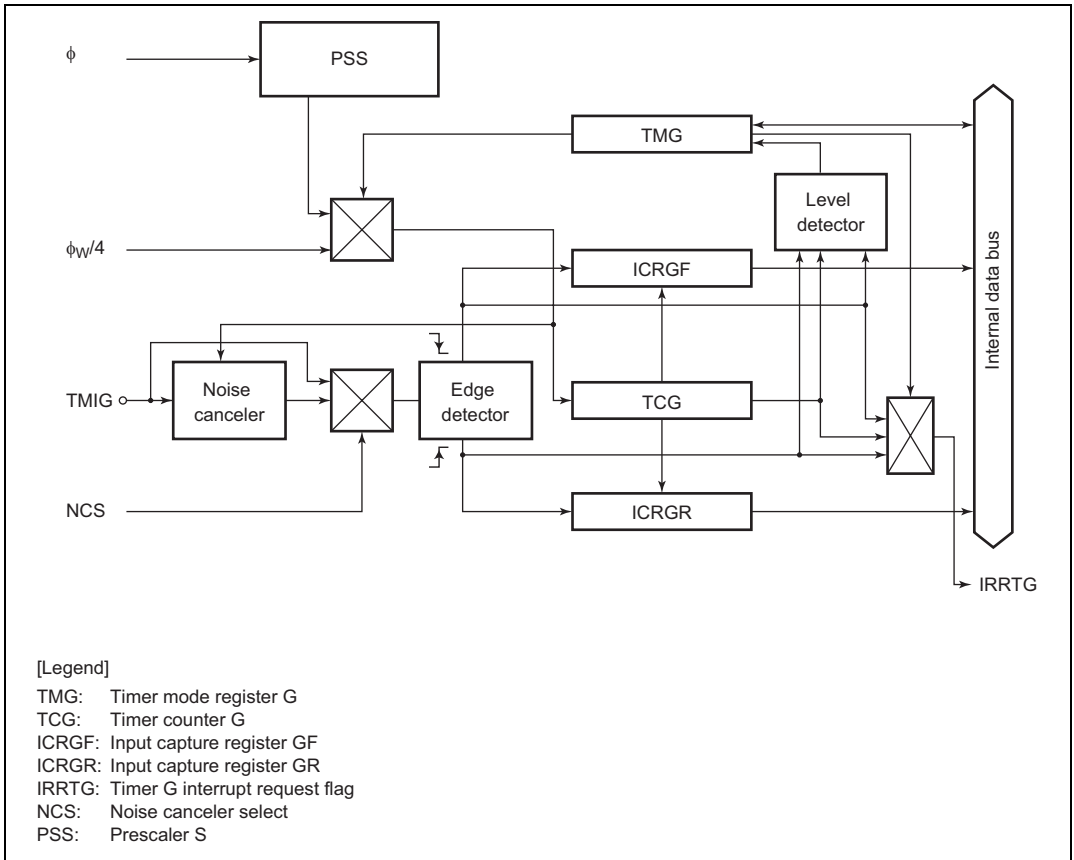 ϕ
PSS
TMG
Level
detector
ϕW/4
ICRGF
Internal data bus
TMIG
Noise
canceler
Edge
detector
TCG
NCS
ICRGR
IRRTG
[Legend]
TMG: Timer mode register G
TCG: Timer counter G
ICRGF: Input capture register GF
ICRGR: Input capture register GR
IRRTG: Timer G interrupt request flag
NCS: Noise canceler select
PSS: Prescaler S